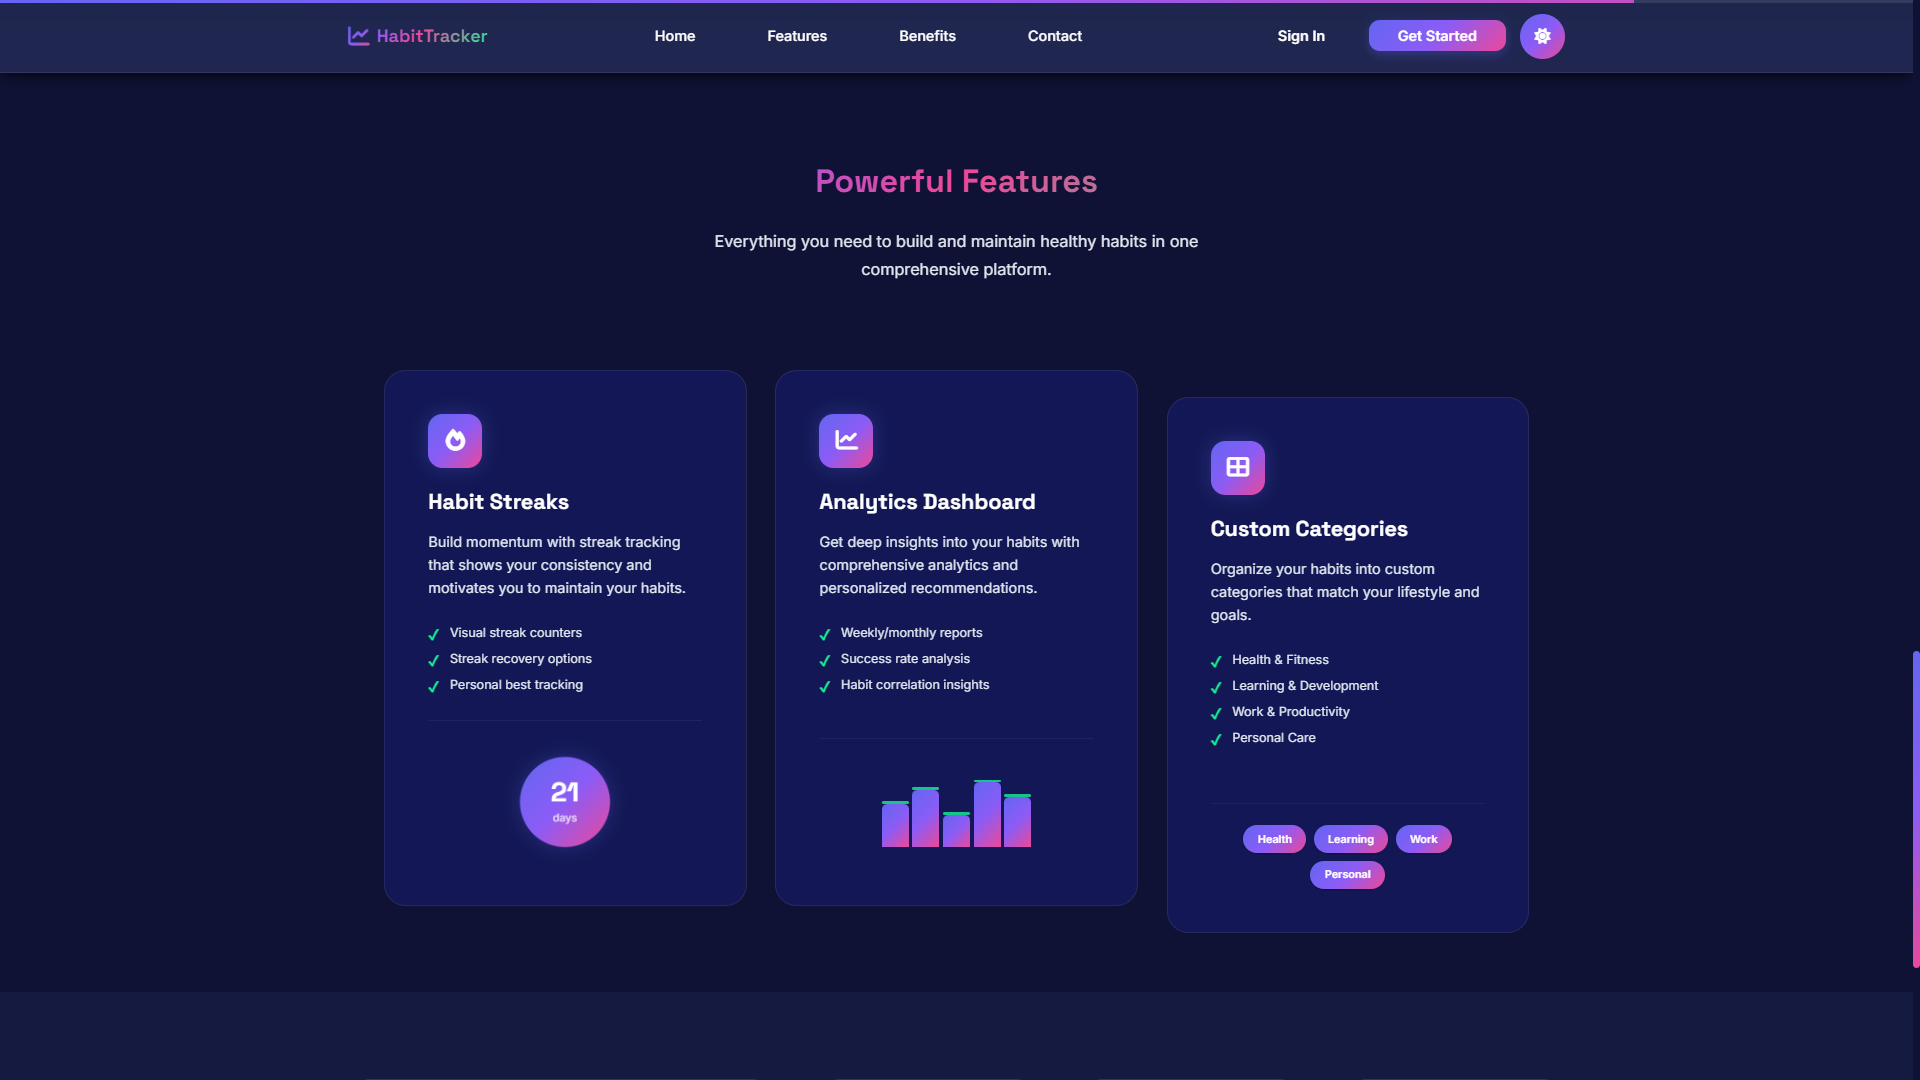 HabitTracker
Home
Features
Benefits
Contact
Sign In
Get Started
Powerful Features
Everything you need to build and maintain healthy habits in one
comprehensive platform.
Habit Streaks
Build momentum with streak tracking
that shows your consistency and
motivates you to maintain your habits.
Visual streak counters
Streak recovery options
Personal best tracking
21
days
Analytics Dashboard
Get deep insights into your habits with
comprehensive analytics and
personalized recommendations.
Weekly/monthly reports
Success rate analysis
Habit correlation insights
Custom Categories
Organize your habits into custom
categories that match your lifestyle and
goals.
Health & Fitness
Learning & Development
Work & Productivity
Personal Care
Health
Learning
Work
Personal